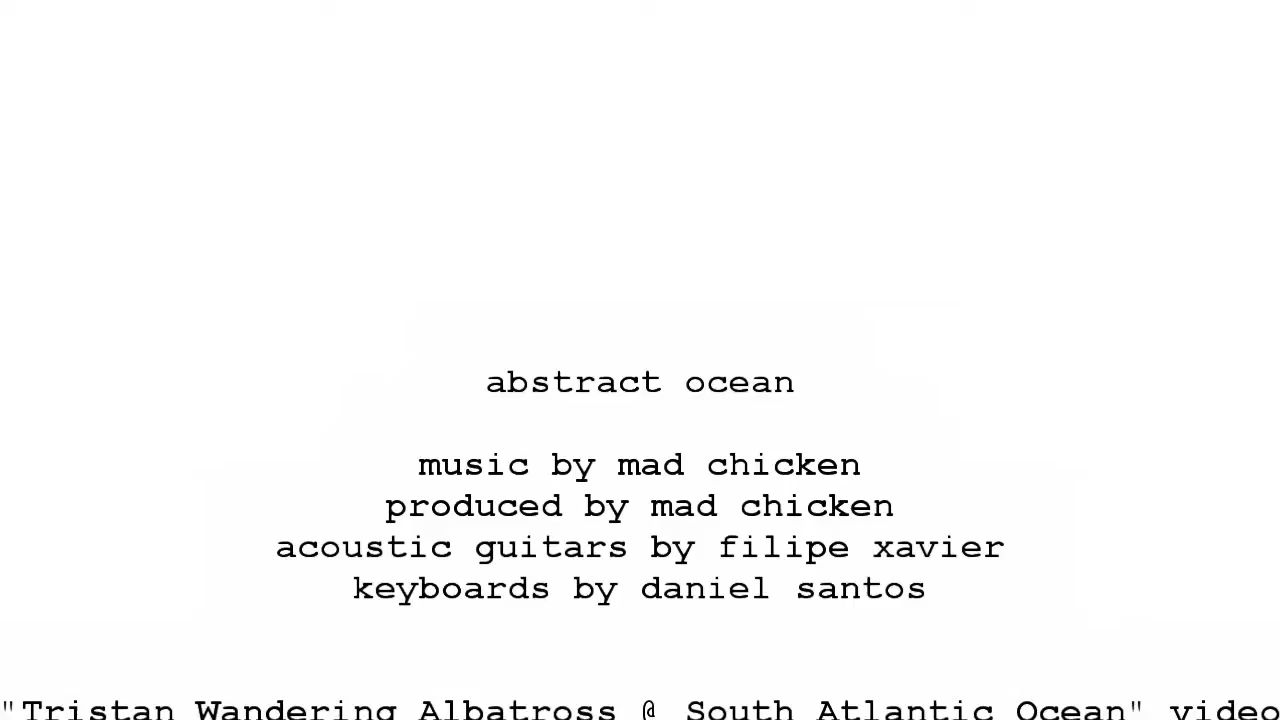 abstract ocean
music by mad chicken
produced by mad chicken
acoustic guitars by filipe xavier
keyboards by daniel santos
"Tristan Wandering Albatross @ South Atlantic Ocean" video